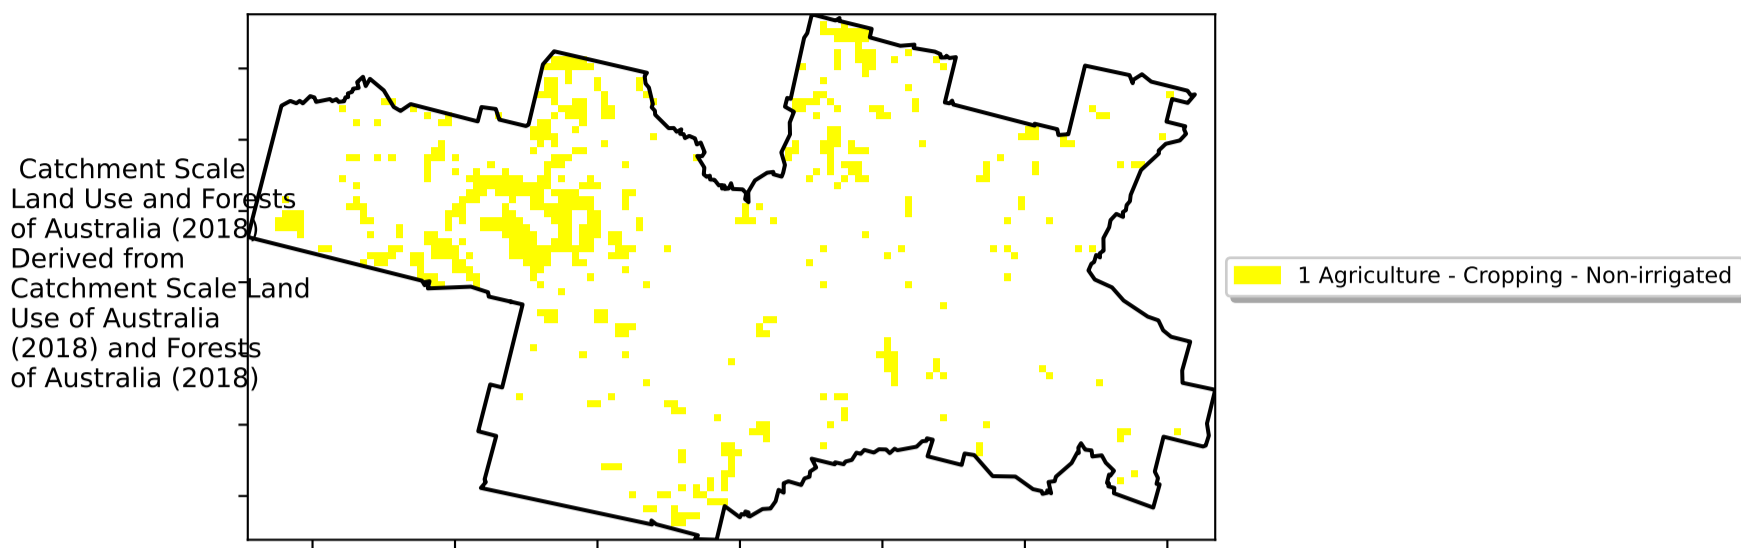 Catchment Scale
Land Use and Forests
of Australia (2018)
Derived from
Catchment Scale Land
Use of Australia
(2018) and Forests
of Australia (2018)
1 Agriculture - Cropping - Non-irrigated